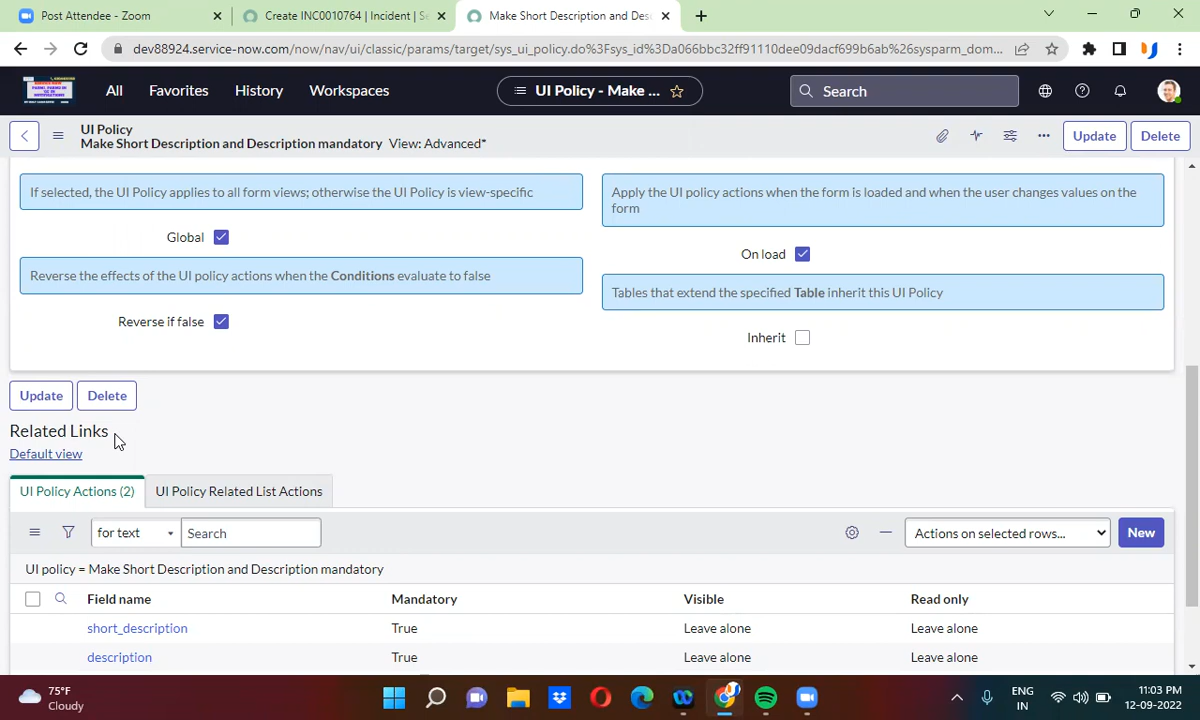 Post Attendee - Zoom
Create INC0010764 | Incident | Se
Make Short Description and Desc
dev88924.service-now.com/now/nav/ui/classic/params/target/sys_ui_policy.do%3Fsys_id%3Da066bbc32ff91110dee09dacf699b6ab%26sysparm_dom...
All
Favorites
History
Workspaces
UI Policy - Make ...
Search
UI Policy
Make Short Description and Description mandatory View: Advanced*
Update
Delete
If selected, the UI Policy applies to all form views; otherwise the UI Policy is view-specific
Apply the UI policy actions when the form is loaded and when the user changes values on the
form
Global
On load
Reverse the effects of the UI policy actions when the Conditions evaluate to false
Tables that extend the specified Table inherit this UI Policy
Reverse if false
Inherit
Update
Delete
Related Links
Default view
UI Policy Actions (2)
UI Policy Related List Actions
for text
Search
Actions on selected rows...
New
UI policy = Make Short Description and Description mandatory
Field name
Mandatory
Visible
Read only
short_description
True
Leave alone
Leave alone
description
True
Leave alone
Leave alone
75°F
Cloudy
ENG
IN
11:03 PM
12-09-2022